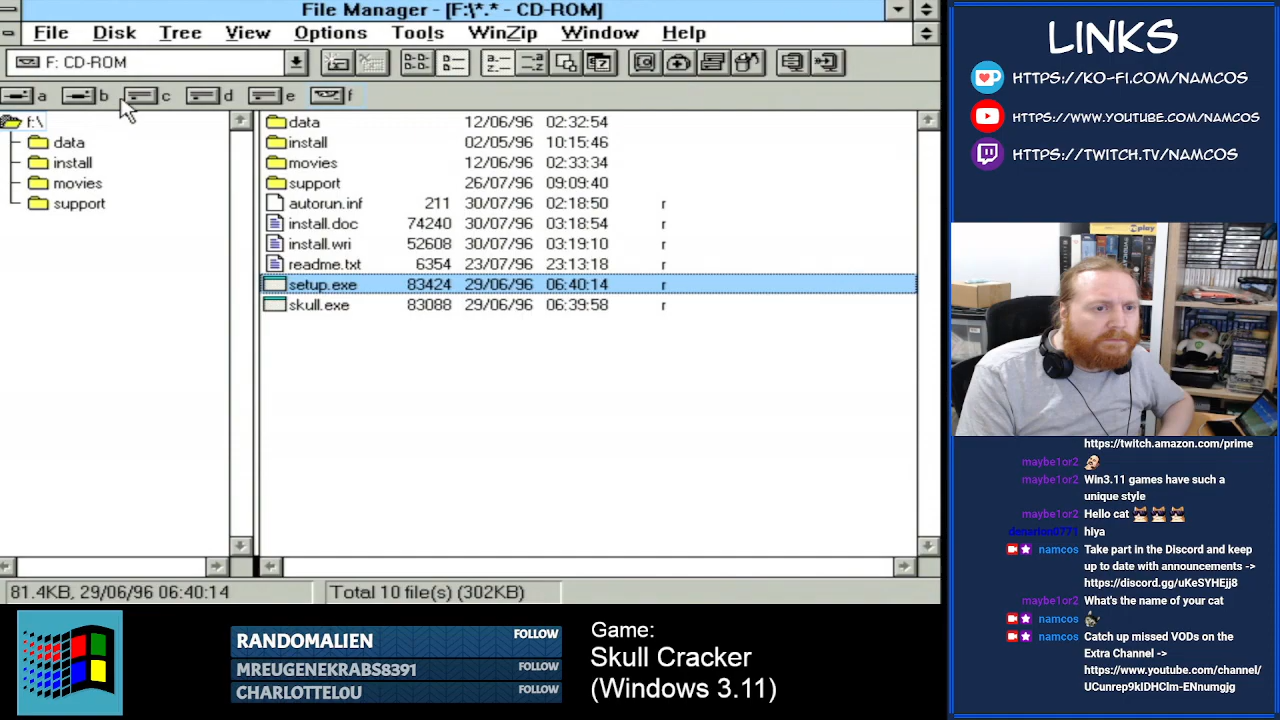 File Manager - [F:\*.* - CD-ROM]
File Disk Tree View Options Tools WinZip Window Help
F: CD-ROM
a b c d e f
f:\
data
install
movies
support
data 12/06/96 02:32:54
install 02/05/96 10:15:46
movies 12/06/96 02:33:34
support 26/07/96 09:09:40
autorun.inf 211 30/07/96 02:18:50 r
install.doc 74240 30/07/96 03:18:54 r
install.wri 52608 30/07/96 03:19:10 r
readme.txt 6354 23/07/96 23:13:18 r
setup.exe 83424 29/06/96 06:40:14 r
skull.exe 83088 29/06/96 06:39:58 r
81.4KB, 29/06/96 06:40:14
Total 10 file(s) (302KB)
LINKS
HTTPS://KO-FI.COM/NAMCOS
HTTPS://WWW.YOUTUBE.COM/NAMCOS
HTTPS://TWITCH.TV/NAMCOS
https://twitch.amazon.com/prime
maybe1or2
maybe1or2 Win3.11 games have such a
unique style
maybe1or2 Hello cat
denarion0771 hiya
namcos Take part in the Discord and keep
up to date with announcements ->
https://discord.gg/uKeSYHEjj8
maybe1or2 What's the name of your cat
namcos
namcos Catch up missed VODs on the
Extra Channel ->
https://www.youtube.com/channel/
RANDOMALIEN FOLLOW
MREUGENEKRABS8391 FOLLOW
CHARLOTTELOU FOLLOW
Game:
Skull Cracker
(Windows 3.11)